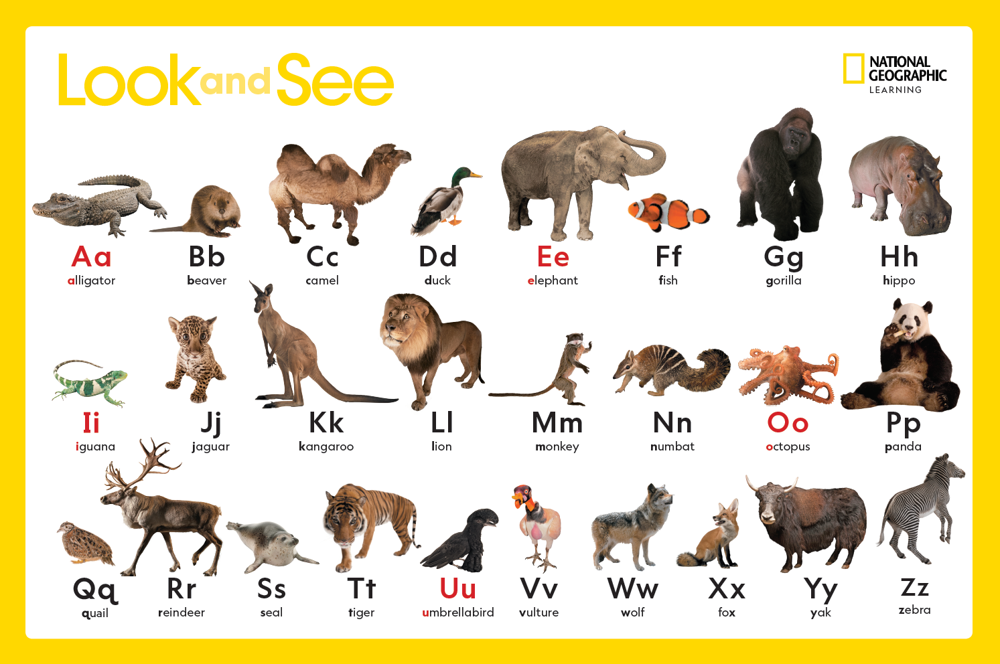 Look and See
NATIONAL
GEOGRAPHIC
LEARNING
Aa Bb Cc Dd Ee Ff Gg Hh
alligator beaver camel duck elephant fish gorilla hippo
Ii Jj Kk Ll Mm Nn Oo Pp
iguana jaguar kangaroo lion monkey numbat octopus panda
Qq Rr Ss Tt Uu Vv Ww Xx Yy Zz
quail reindeer seal tiger umbrellabird vulture wolf fox yak zebra